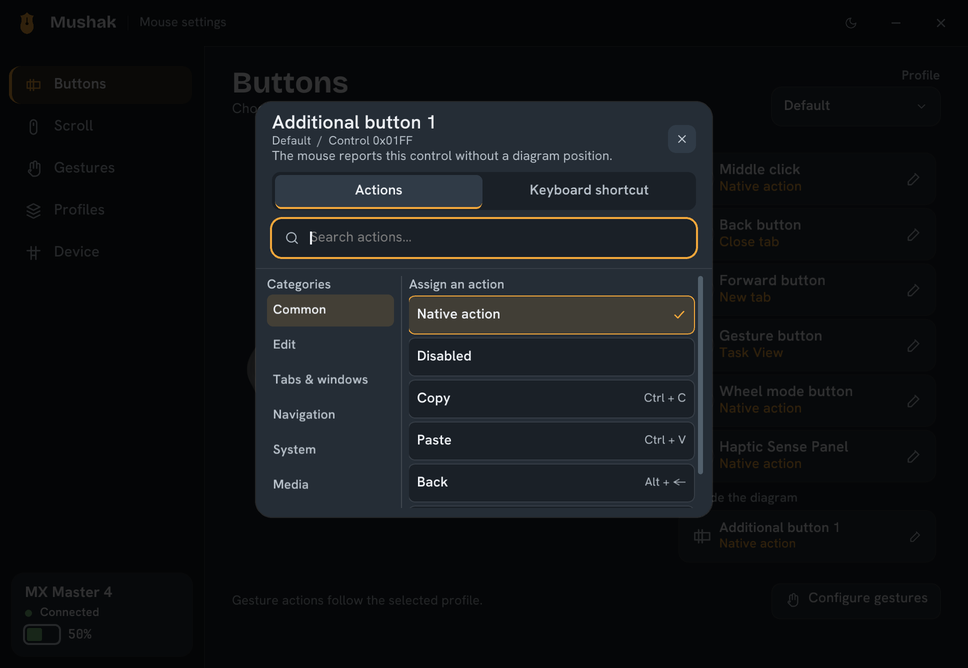 Mushak
Mouse settings
Buttons
Scroll
Gestures
Profiles
Device
MX Master 4
Connected
50%
Buttons
Profile
Default
Additional button 1
Default / Control 0x01FF
The mouse reports this control without a diagram position.
Actions
Keyboard shortcut
Search actions...
Categories
Common
Edit
Tabs & windows
Navigation
System
Media
Assign an action
Native action
Disabled
Copy
Ctrl + C
Paste
Ctrl + V
Back
Alt + ←
Middle click
Native action
Back button
Close tab
Forward button
New tab
Gesture button
Task View
Wheel mode button
Native action
Haptic Sense Panel
Native action
the diagram
Additional button 1
Native action
Gesture actions follow the selected profile.
Configure gestures